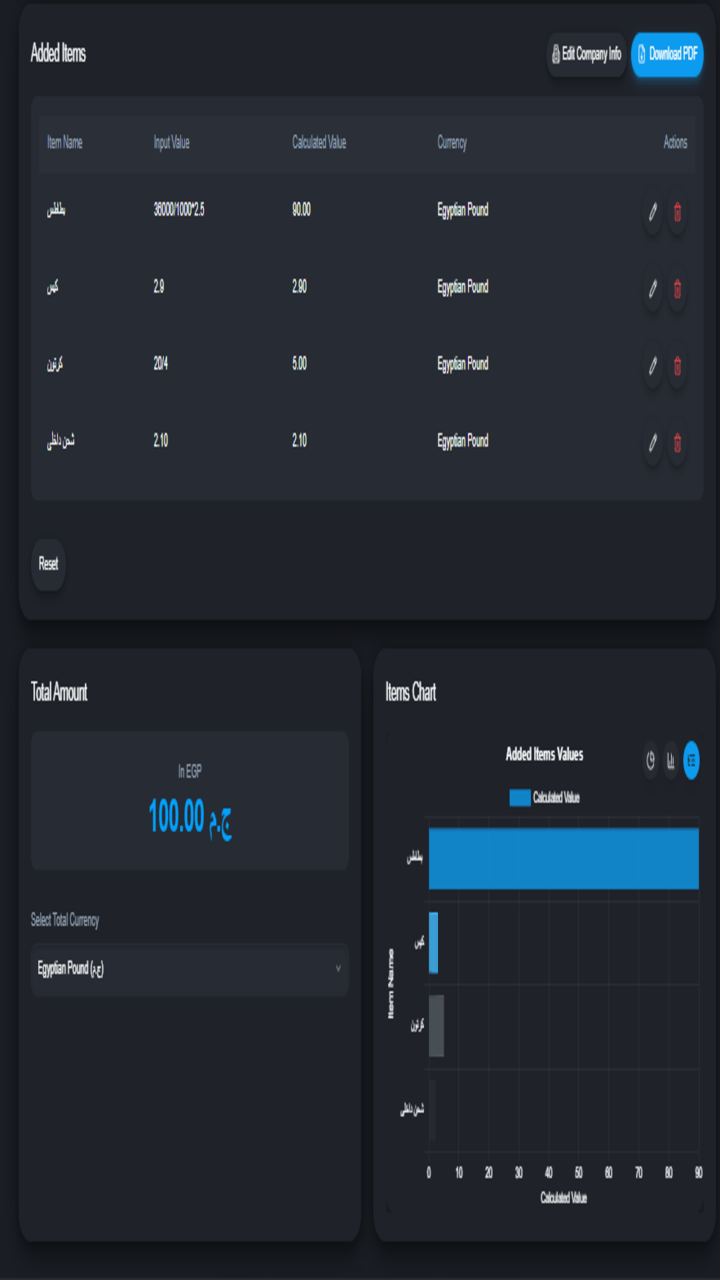 Added Items
Edit Company Info
Download PDF
Item Name Input Value Calculated Value Currency Actions
بطاطس 36000/1000*2.5 90.00 Egyptian Pound
كيس 2.9 2.90 Egyptian Pound
كرتون 20/4 5.00 Egyptian Pound
شحن داخلى 2.10 2.10 Egyptian Pound
Reset
Total Amount
In EGP
100.00 ج.م
Select Total Currency
Egyptian Pound (ج.م)
Items Chart
Added Items Values
Calculated Value
Item Name
بطاطس
كيس
كرتون
شحن داخلى
0 10 20 30 40 50 60 70 80 90
Calculated Value